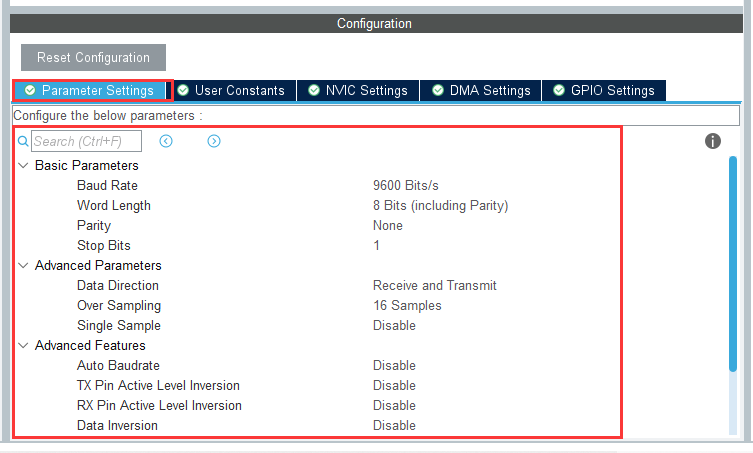 Configuration
Reset Configuration
Parameter Settings User Constants NVIC Settings DMA Settings GPIO Settings
Configure the below parameters :
Search (Ctrl+F)
Basic Parameters
Baud Rate 9600 Bits/s
Word Length 8 Bits (including Parity)
Parity None
Stop Bits 1
Advanced Parameters
Data Direction Receive and Transmit
Over Sampling 16 Samples
Single Sample Disable
Advanced Features
Auto Baudrate Disable
TX Pin Active Level Inversion Disable
RX Pin Active Level Inversion Disable
Data Inversion Disable